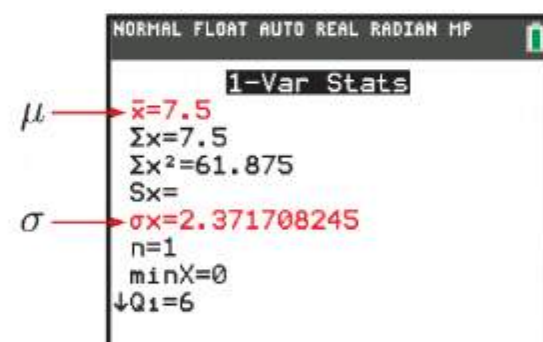 NORMAL FLOAT AUTO REAL RADIAN MP
1-Var Stats
μ x̄=7.5
Σx=7.5
Σx²=61.875
Sx=
σ σx=2.371708245
n=1
minX=0
↓Q₁=6